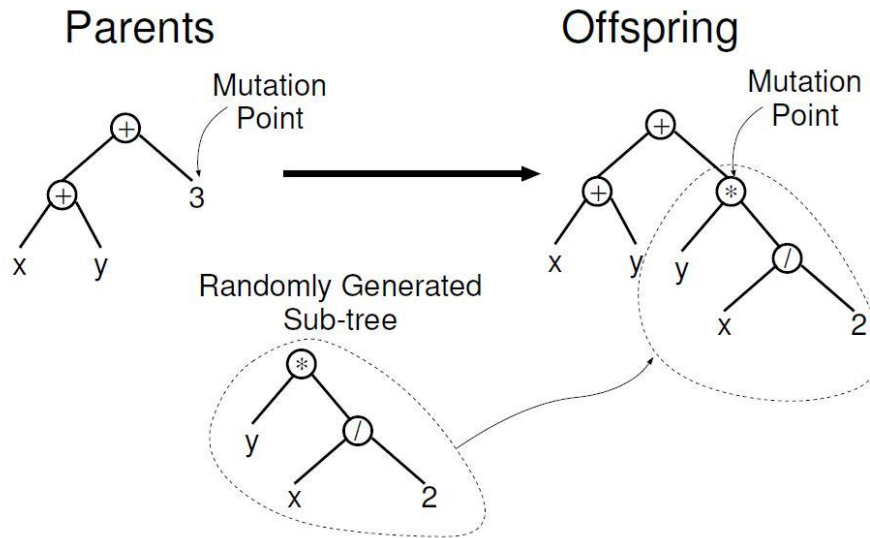 Parents
Offspring
Mutation
Point
+
+
3
x
y
Mutation
Point
+
+
*
x
y
y
/
x
2
Randomly Generated
Sub-tree
*
y
/
x
2